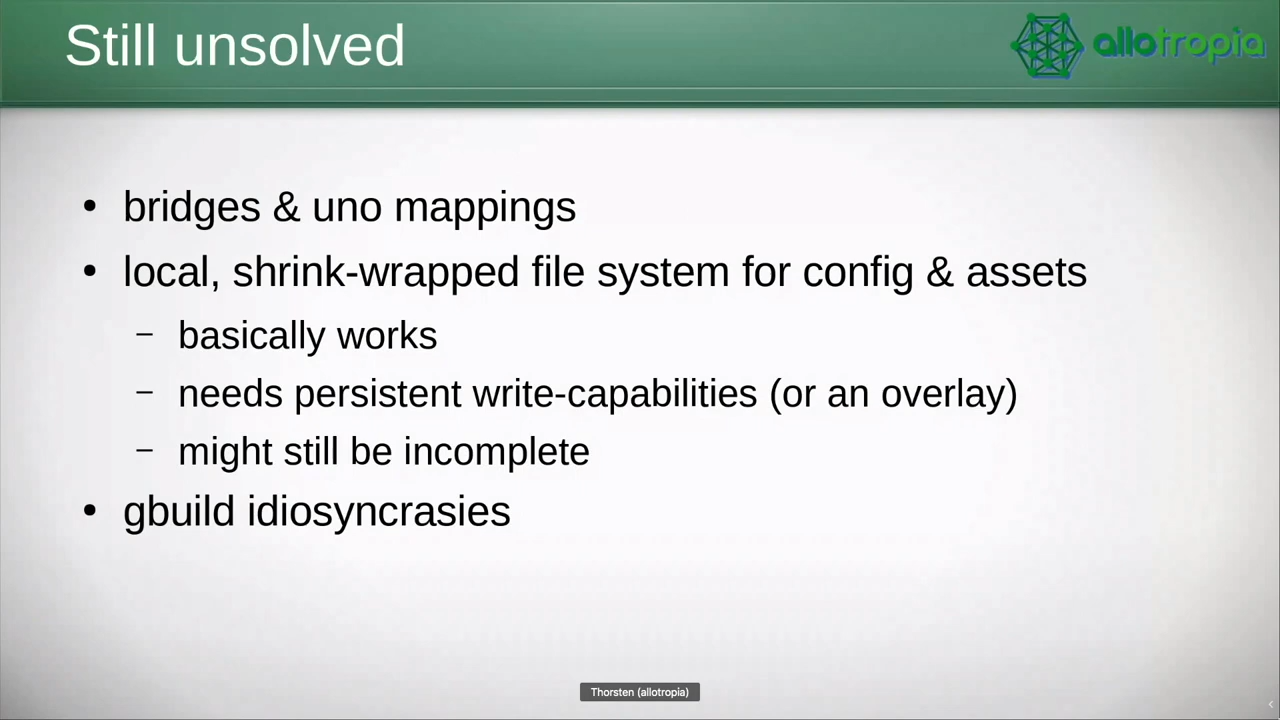 Still unsolved
allotropia
• bridges & uno mappings
• local, shrink-wrapped file system for config & assets
– basically works
– needs persistent write-capabilities (or an overlay)
– might still be incomplete
• gbuild idiosyncrasies
Thorsten (allotropia)